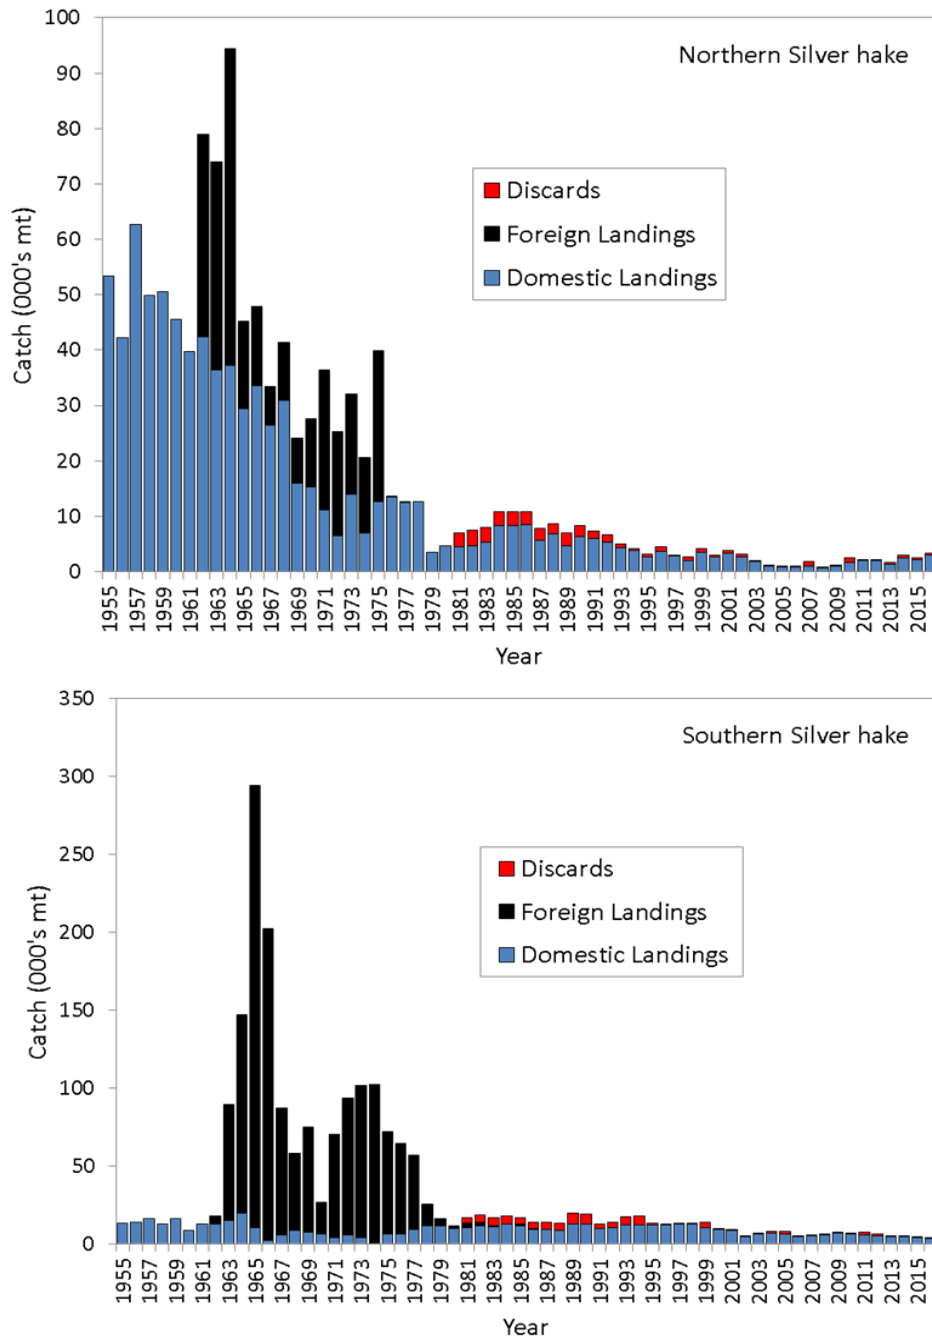 100
Northern Silver hake
90
80
70
Discards
60
Foreign Landings
50
Domestic Landings
40
30
20
10
0
Catch (000's mt)
1955 1957 1959 1961 1963 1965 1967 1969 1971 1973 1975 1977 1979 1981 1983 1985 1987 1989 1991 1993 1995 1997 1999 2001 2003 2005 2007 2009 2011 2013 2015
Year
350
Southern Silver hake
300
250
Discards
200
Foreign Landings
Domestic Landings
150
100
50
0
Catch (000's mt)
1955 1957 1959 1961 1963 1965 1967 1969 1971 1973 1975 1977 1979 1981 1983 1985 1987 1989 1991 1993 1995 1997 1999 2001 2003 2005 2007 2009 2011 2013 2015
Year